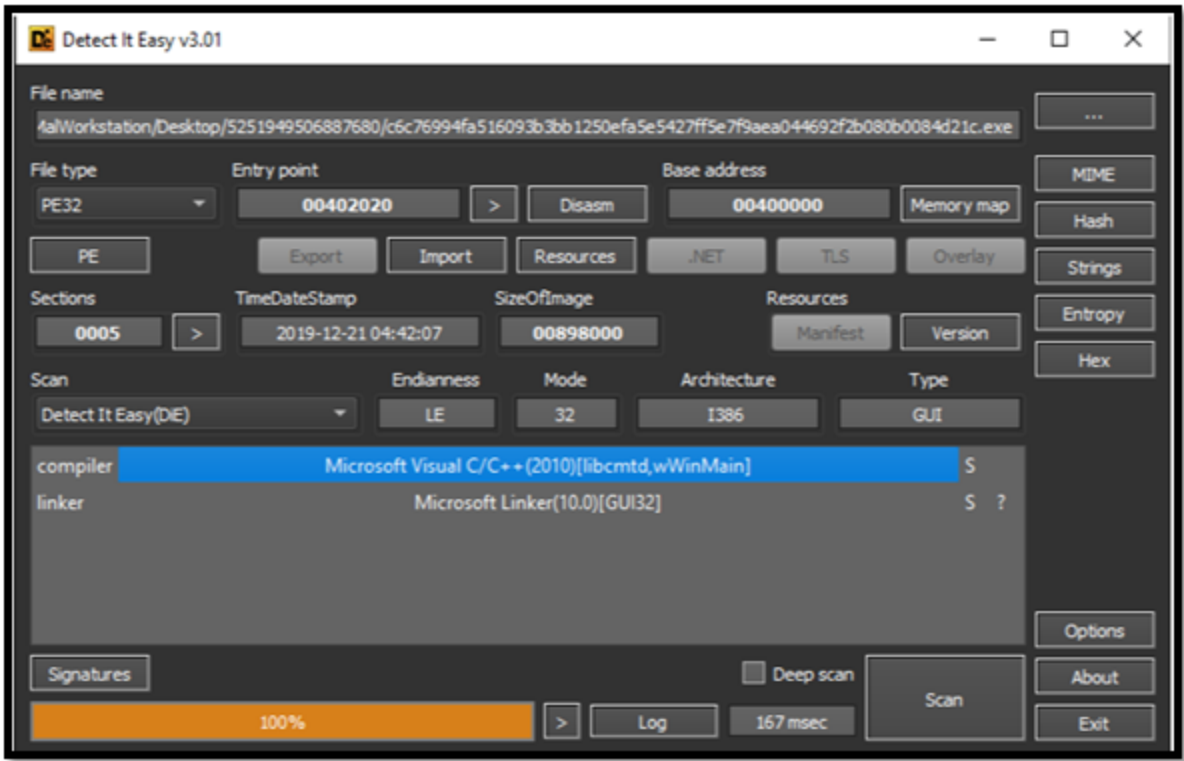 Detect It Easy v3.01
File name
...
MalWorkstation/Desktop/5251949506887680/c6c76994fa516093b3bb1250efa5e5427ff5e7f9aea044692f2b080b0084d21c.exe
File type Entry point Base address
MIME
PE32 00402020 > Disasm 00400000 Memory map
Hash
PE Export Import Resources .NET TLS Overlay
Strings
Sections TimeDateStamp SizeOfImage Resources
0005 > 2019-12-21 04:42:07 00898000 Manifest Version
Entropy
Hex
Scan Endianness Mode Architecture Type
Detect It Easy(DiE) LE 32 I386 GUI
compiler Microsoft Visual C/C++(2010)[libcmtd,wWinMain] S
linker Microsoft Linker(10.0)[GUI32] S ?
Options
Signatures Deep scan
About
Scan
100% > Log 167 msec
Exit